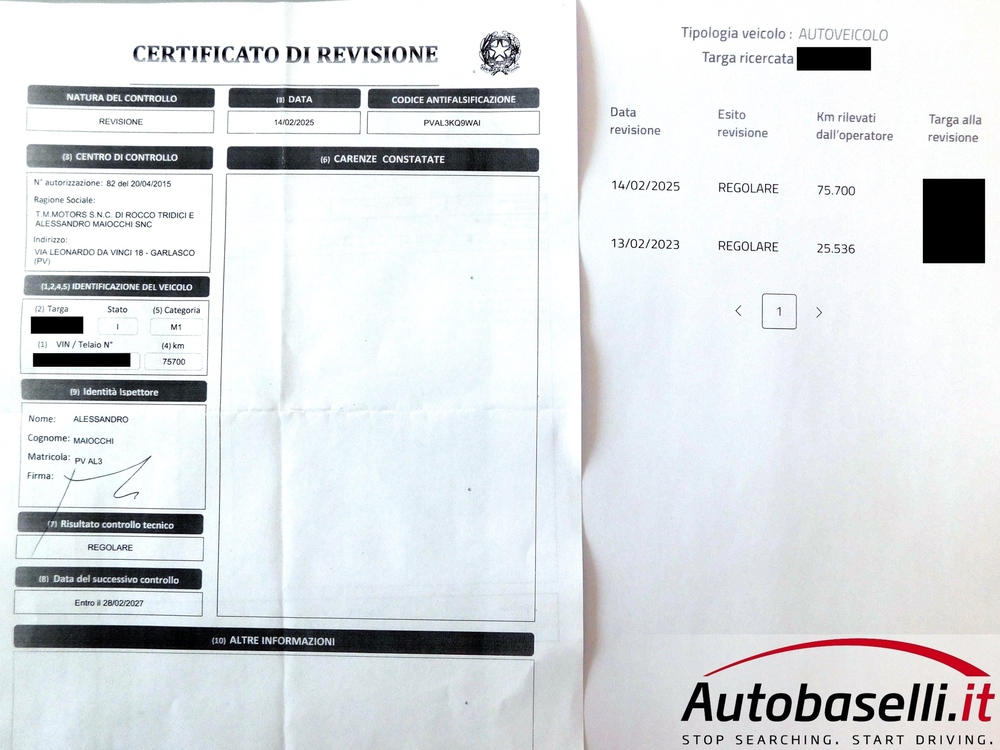 CERTIFICATO DI REVISIONE
NATURA DEL CONTROLLO
REVISIONE
(8) DATA
14/02/2025
CODICE ANTIFALSIFICAZIONE
PVAL3KQ9WAI
(3) CENTRO DI CONTROLLO
N° autorizzazione: 82 del 20/04/2015
Ragione Sociale:
T.M.MOTORS S.N.C. DI ROCCO TRIDICI E
ALESSANDRO MAIOCCHI SNC
Indirizzo:
VIA LEONARDO DA VINCI 18 - GARLASCO
(PV)
(6) CARENZE CONSTATATE
(1,2,4,5) IDENTIFICAZIONE DEL VEICOLO
(2) Targa Stato (5) Categoria
I M1
(1) VIN / Telaio N° (4) km
75700
(9) Identità Ispettore
Nome: ALESSANDRO
Cognome: MAIOCCHI
Matricola: PV AL3
Firma:
(7) Risultato controllo tecnico
REGOLARE
(8) Data del successivo controllo
Entro il 28/02/2027
(10) ALTRE INFORMAZIONI
Tipologia veicolo : AUTOVEICOLO
Targa ricercata
Data revisione Esito revisione Km rilevati dall'operatore Targa alla revisione
14/02/2025 REGOLARE 75.700
13/02/2023 REGOLARE 25.536
< 1 >
Autobaselli.it
STOP SEARCHING. START DRIVING.